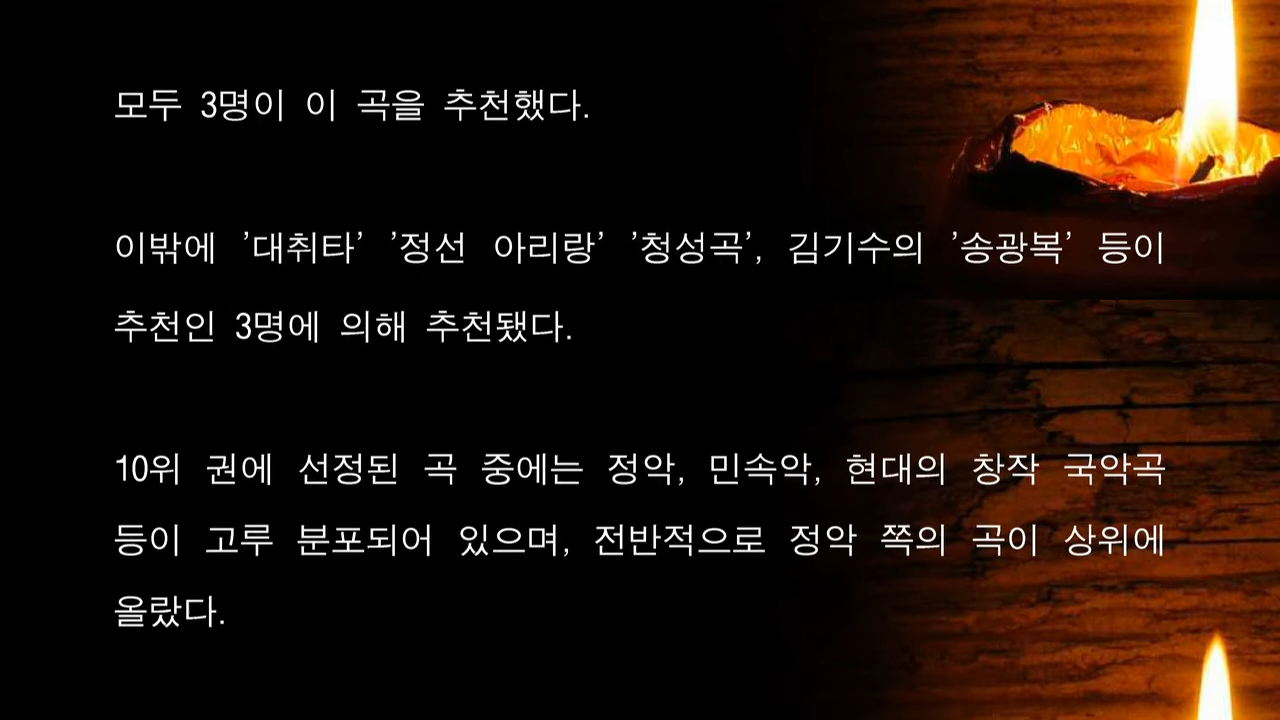 모두 3명이 이 곡을 추천했다.
이밖에 ’대취타’ ’정선 아리랑’ ’청성곡’, 김기수의 ’송광복’ 등이
추천인 3명에 의해 추천됐다.
10위 권에 선정된 곡 중에는 정악, 민속악, 현대의 창작 국악곡
등이 고루 분포되어 있으며, 전반적으로 정악 쪽의 곡이 상위에
올랐다.